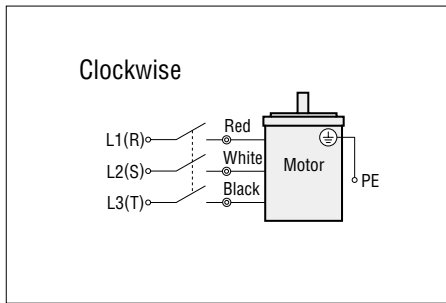 Clockwise
L1(R) Red
L2(S) White Motor
L3(T) Black PE